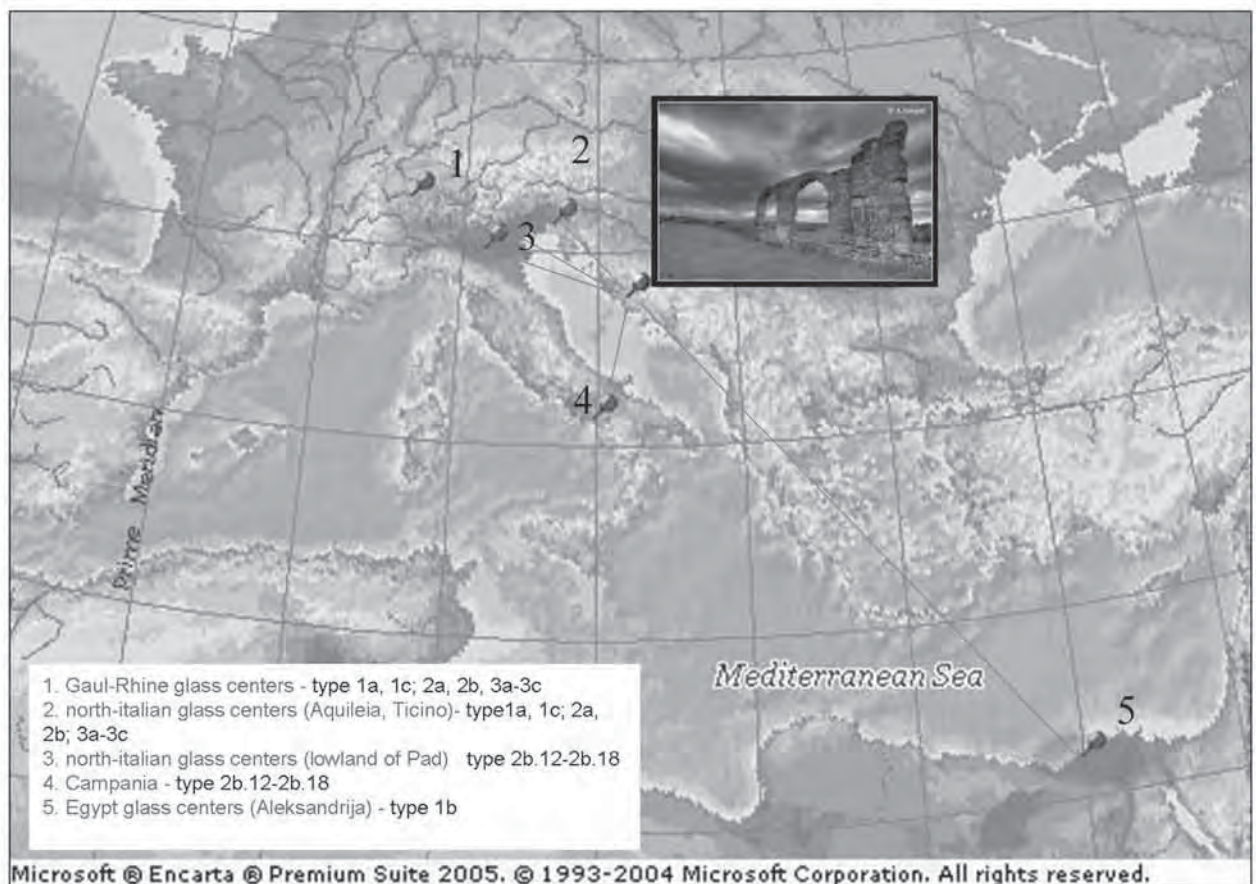 1
2
3
4
Prime Meridian
Mediterranean Sea
5
1. Gaul-Rhine glass centers - type 1a, 1c; 2a, 2b, 3a-3c
2. north-italian glass centers (Aquileia, Ticino)- type1a, 1c; 2a,
2b; 3a-3c
3. north-italian glass centers (lowland of Pad) type 2b.12-2b.18
4. Campania - type 2b.12-2b.18
5. Egypt glass centers (Aleksandrija) - type 1b
Microsoft ® Encarta ® Premium Suite 2005. © 1993-2004 Microsoft Corporation. All rights reserved.